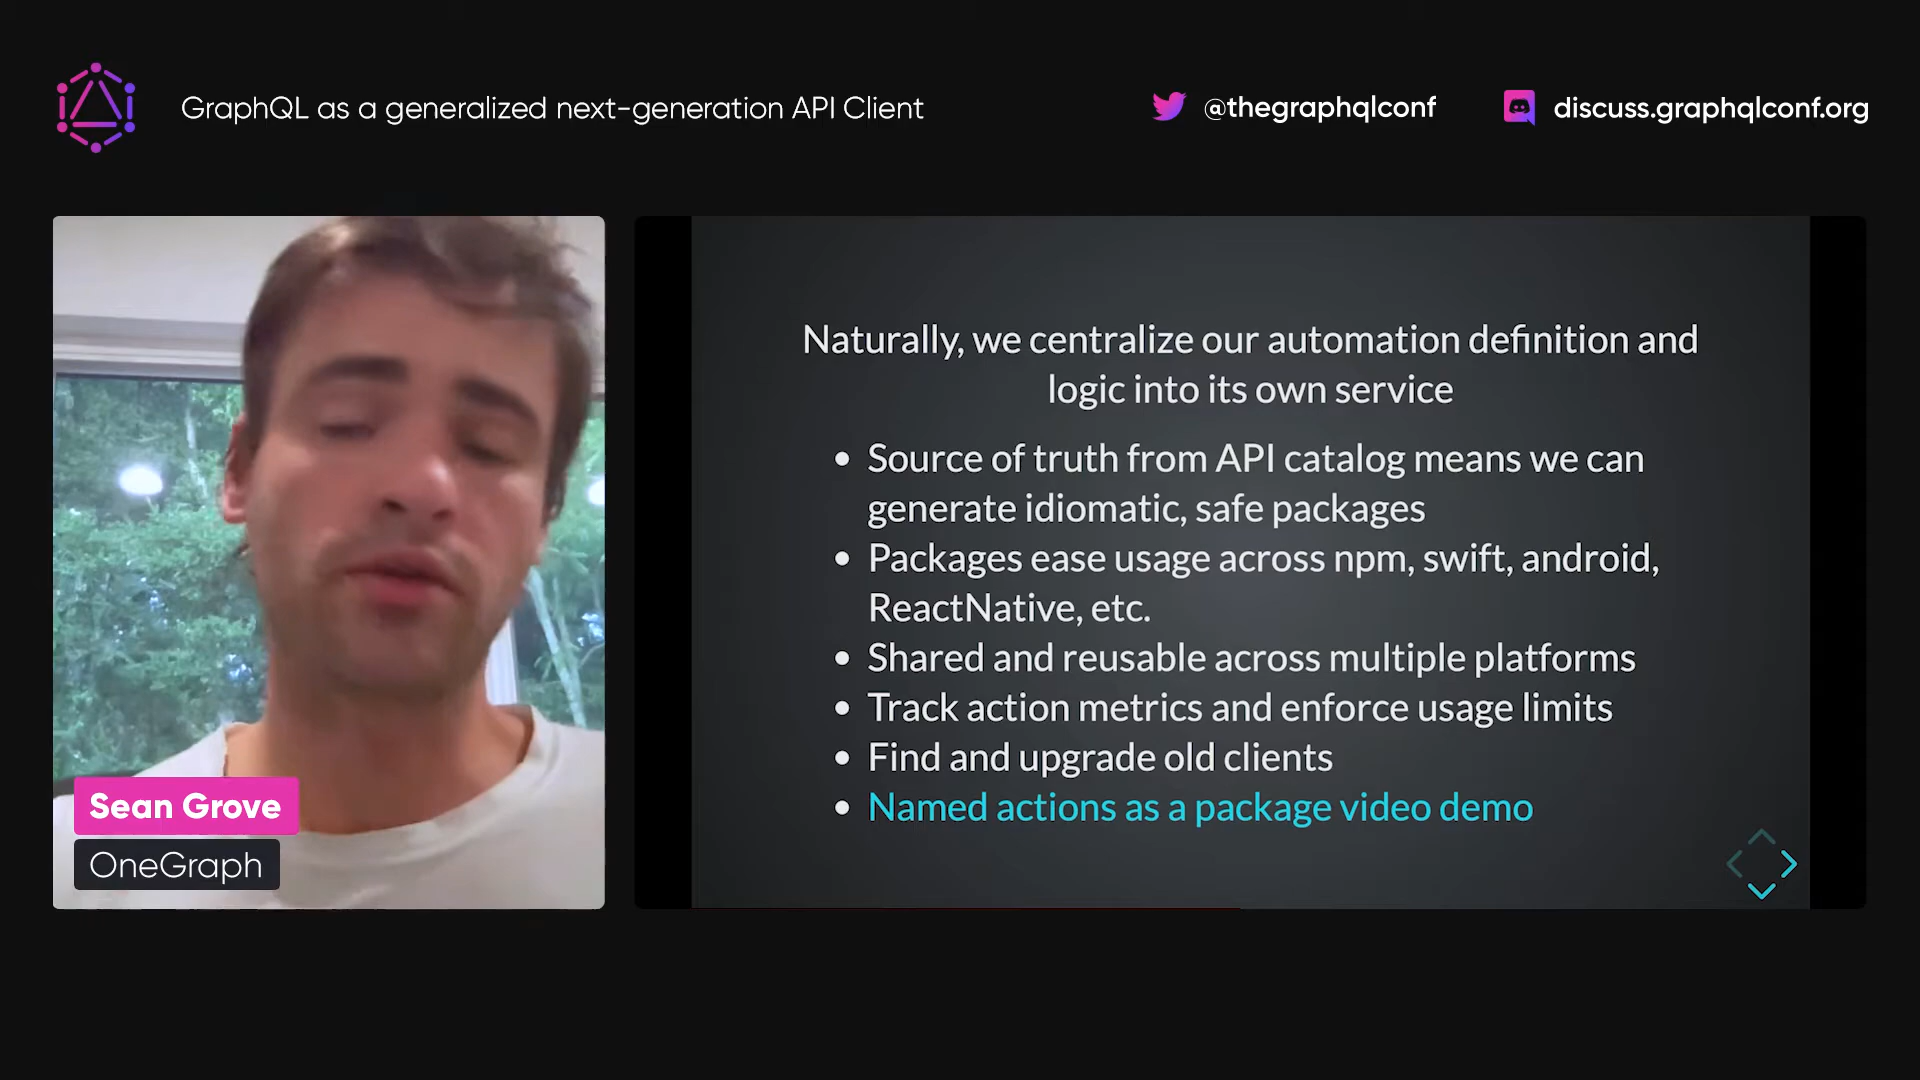 GraphQL as a generalized next-generation API Client
@thegraphqlconf
discuss.graphqlconf.org
Naturally, we centralize our automation definition and
logic into its own service
Source of truth from API catalog means we can
generate idiomatic, safe packages
Packages ease usage across npm, swift, android,
ReactNative, etc.
Shared and reusable across multiple platforms
Track action metrics and enforce usage limits
Find and upgrade old clients
Named actions as a package video demo
Sean Grove
OneGraph